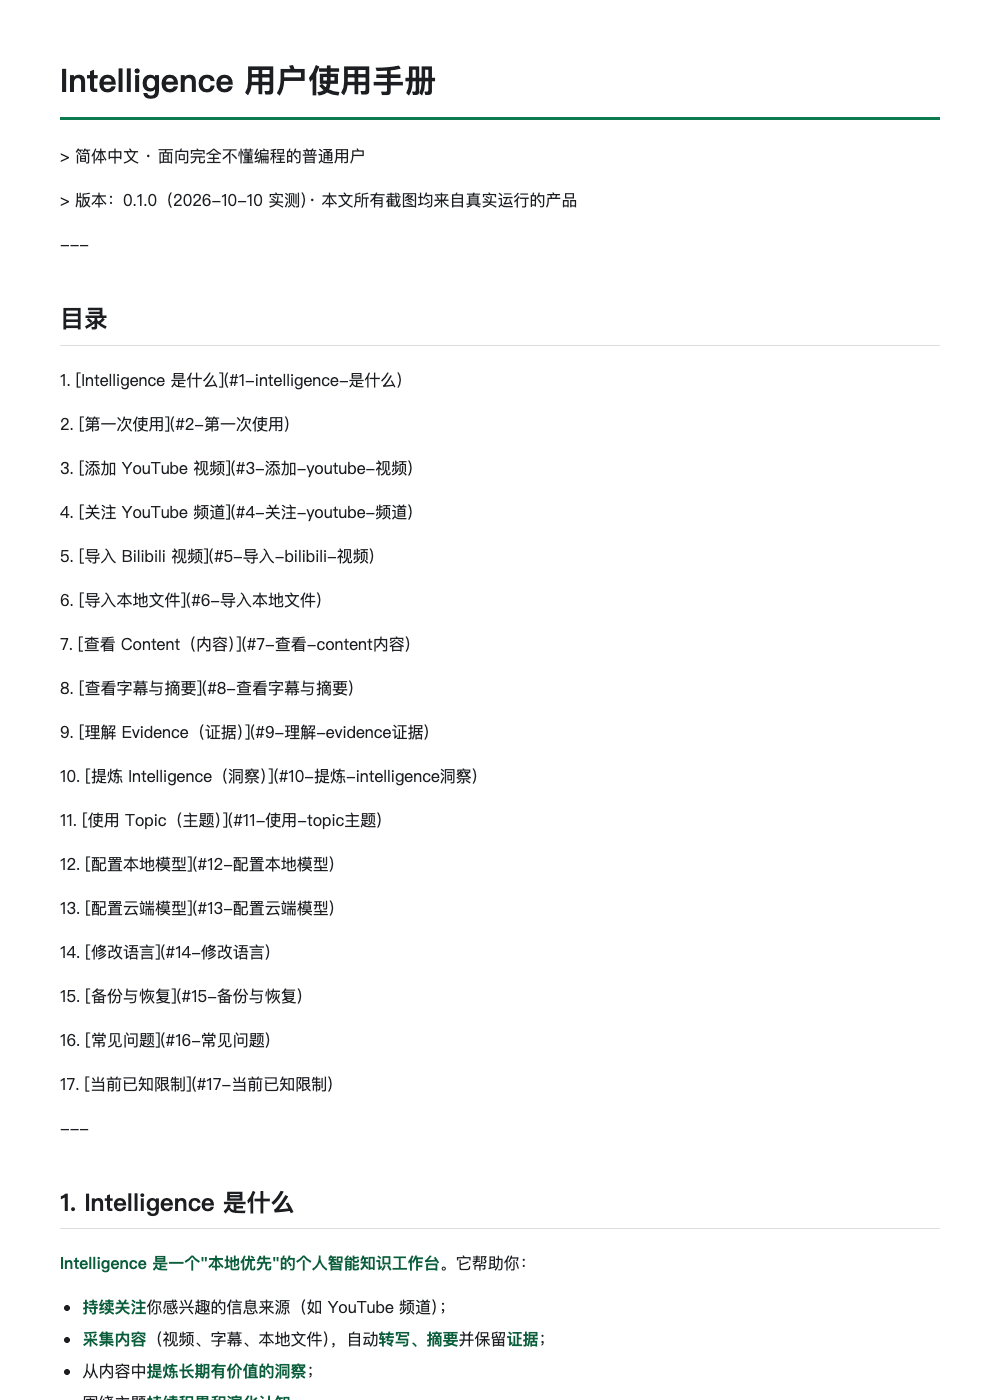 Intelligence 用户使用手册
> 简体中文 · 面向完全不懂编程的普通用户
> 版本：0.1.0（2026-10-10 实测）· 本文所有截图均来自真实运行的产品
---
目录
1. [Intelligence 是什么](#1-intelligence-是什么)
2. [第一次使用](#2-第一次使用)
3. [添加 YouTube 视频](#3-添加-youtube-视频)
4. [关注 YouTube 频道](#4-关注-youtube-频道)
5. [导入 Bilibili 视频](#5-导入-bilibili-视频)
6. [导入本地文件](#6-导入本地文件)
7. [查看 Content（内容）](#7-查看-content内容)
8. [查看字幕与摘要](#8-查看字幕与摘要)
9. [理解 Evidence（证据）](#9-理解-evidence证据)
10. [提炼 Intelligence（洞察）](#10-提炼-intelligence洞察)
11. [使用 Topic（主题）](#11-使用-topic主题)
12. [配置本地模型](#12-配置本地模型)
13. [配置云端模型](#13-配置云端模型)
14. [修改语言](#14-修改语言)
15. [备份与恢复](#15-备份与恢复)
16. [常见问题](#16-常见问题)
17. [当前已知限制](#17-当前已知限制)
---
1. Intelligence 是什么
Intelligence 是一个"本地优先"的个人智能知识工作台。它帮助你：
持续关注你感兴趣的信息来源（如 YouTube 频道）；
采集内容（视频、字幕、本地文件），自动转写、摘要并保留证据；
从内容中提炼长期有价值的洞察；